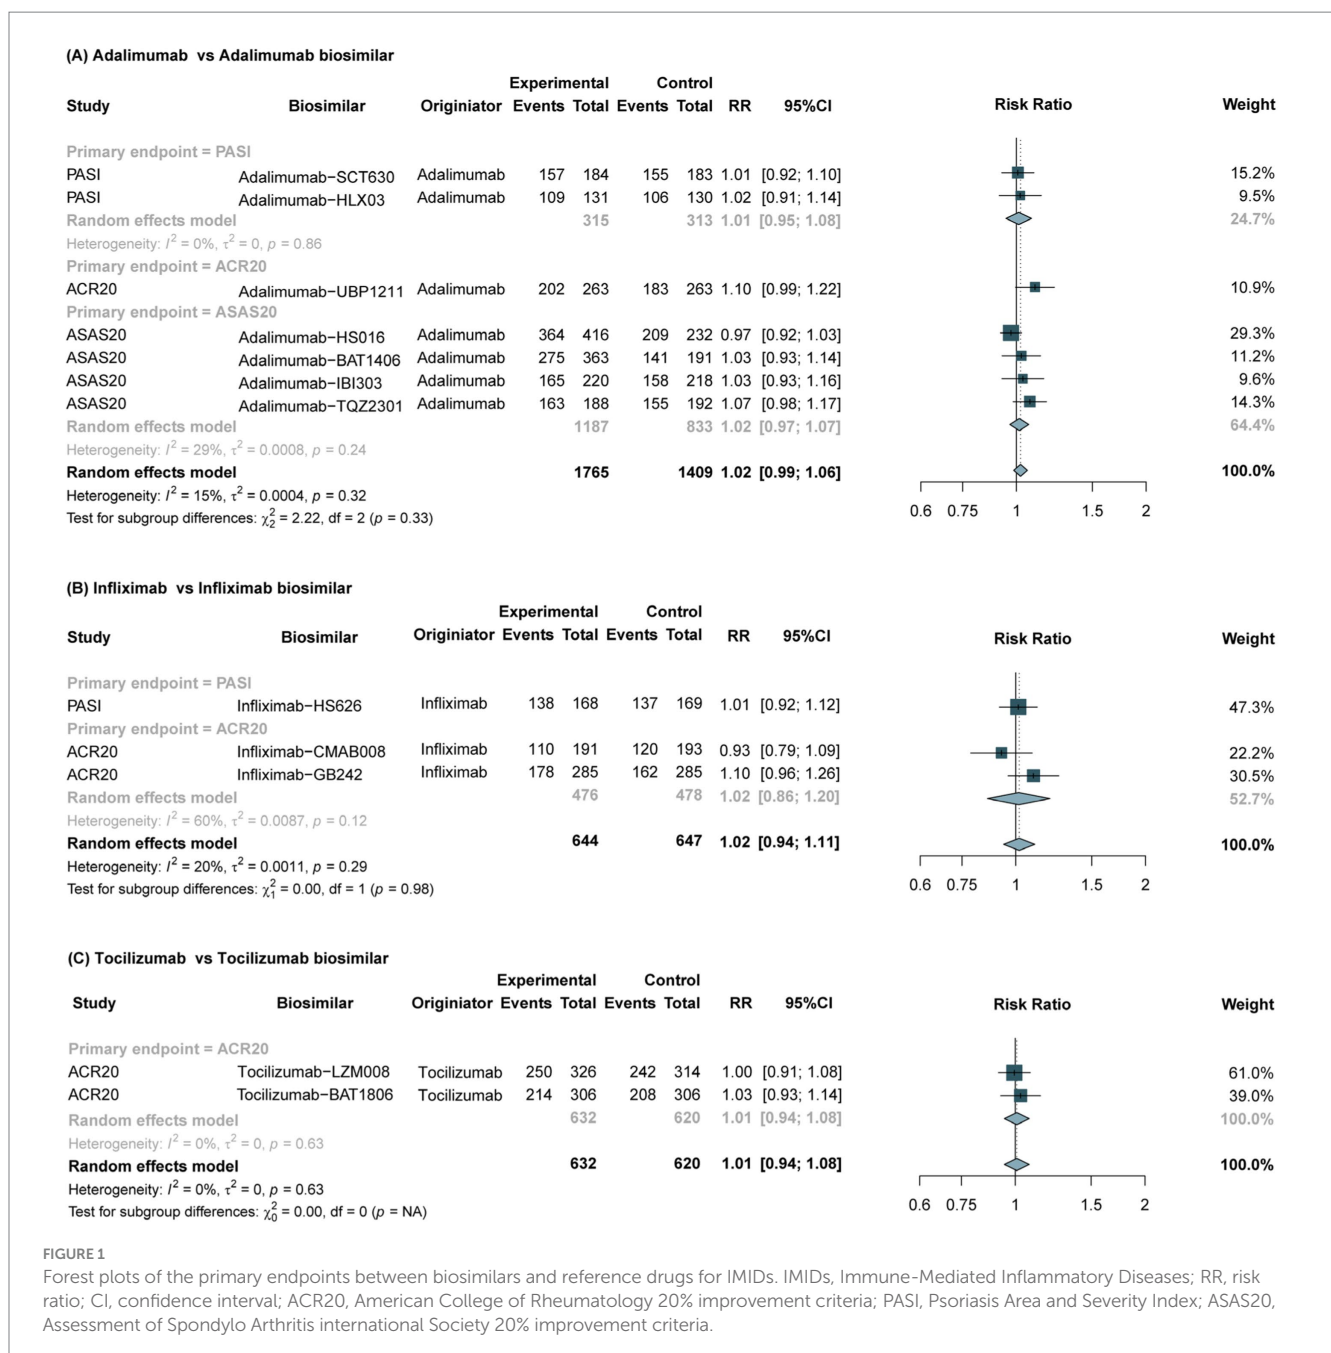 (A) Adalimumab vs Adalimumab biosimilar
Experimental Control
Study Biosimilar Originiator Events Total Events Total RR 95%CI Risk Ratio Weight
Primary endpoint = PASI
PASI Adalimumab−SCT630 Adalimumab 157 184 155 183 1.01 [0.92; 1.10] 15.2%
PASI Adalimumab−HLX03 Adalimumab 109 131 106 130 1.02 [0.91; 1.14] 9.5%
Random effects model 315 313 1.01 [0.95; 1.08] 24.7%
Heterogeneity: I² = 0%, τ² = 0, p = 0.86
Primary endpoint = ACR20
ACR20 Adalimumab−UBP1211 Adalimumab 202 263 183 263 1.10 [0.99; 1.22] 10.9%
Primary endpoint = ASAS20
ASAS20 Adalimumab−HS016 Adalimumab 364 416 209 232 0.97 [0.92; 1.03] 29.3%
ASAS20 Adalimumab−BAT1406 Adalimumab 275 363 141 191 1.03 [0.93; 1.14] 11.2%
ASAS20 Adalimumab−IBI303 Adalimumab 165 220 158 218 1.03 [0.93; 1.16] 9.6%
ASAS20 Adalimumab−TQZ2301 Adalimumab 163 188 155 192 1.07 [0.98; 1.17] 14.3%
Random effects model 1187 833 1.02 [0.97; 1.07] 64.4%
Heterogeneity: I² = 29%, τ² = 0.0008, p = 0.24
Random effects model 1765 1409 1.02 [0.99; 1.06] 100.0%
Heterogeneity: I² = 15%, τ² = 0.0004, p = 0.32
0.6 0.75 1 1.5 2
Test for subgroup differences: χ²₂ = 2.22, df = 2 (p = 0.33)
(B) Infliximab vs Infliximab biosimilar
Experimental Control
Study Biosimilar Originiator Events Total Events Total RR 95%CI Risk Ratio Weight
Primary endpoint = PASI
PASI Infliximab−HS626 Infliximab 138 168 137 169 1.01 [0.92; 1.12] 47.3%
Primary endpoint = ACR20
ACR20 Infliximab−CMAB008 Infliximab 110 191 120 193 0.93 [0.79; 1.09] 22.2%
ACR20 Infliximab−GB242 Infliximab 178 285 162 285 1.10 [0.96; 1.26] 30.5%
Random effects model 476 478 1.02 [0.86; 1.20] 52.7%
Heterogeneity: I² = 60%, τ² = 0.0087, p = 0.12
Random effects model 644 647 1.02 [0.94; 1.11] 100.0%
Heterogeneity: I² = 20%, τ² = 0.0011, p = 0.29
Test for subgroup differences: χ²₁ = 0.00, df = 1 (p = 0.98)
0.6 0.75 1 1.5 2
(C) Tocilizumab vs Tocilizumab biosimilar
Experimental Control
Study Biosimilar Originiator Events Total Events Total RR 95%CI Risk Ratio Weight
Primary endpoint = ACR20
ACR20 Tocilizumab−LZM008 Tocilizumab 250 326 242 314 1.00 [0.91; 1.08] 61.0%
ACR20 Tocilizumab−BAT1806 Tocilizumab 214 306 208 306 1.03 [0.93; 1.14] 39.0%
Random effects model 632 620 1.01 [0.94; 1.08] 100.0%
Heterogeneity: I² = 0%, τ² = 0, p = 0.63
Random effects model 632 620 1.01 [0.94; 1.08] 100.0%
Heterogeneity: I² = 0%, τ² = 0, p = 0.63
0.6 0.75 1 1.5 2
Test for subgroup differences: χ²₀ = 0.00, df = 0 (p = NA)
FIGURE 1
Forest plots of the primary endpoints between biosimilars and reference drugs for IMIDs. IMIDs, Immune-Mediated Inflammatory Diseases; RR, risk
ratio; CI, confidence interval; ACR20, American College of Rheumatology 20% improvement criteria; PASI, Psoriasis Area and Severity Index; ASAS20,
Assessment of Spondylo Arthritis international Society 20% improvement criteria.